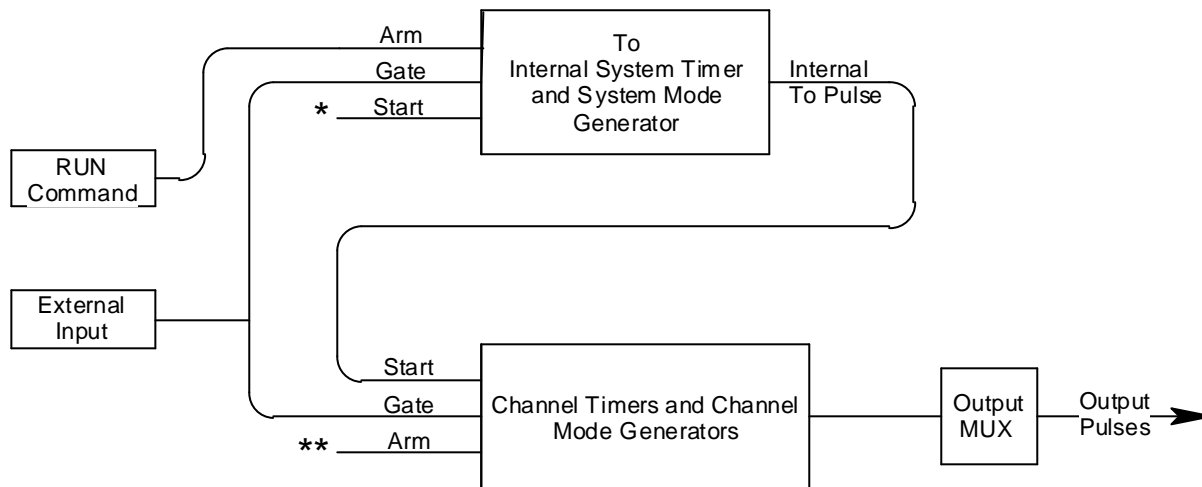 Arm
Gate
* Start
To
Internal System Timer
and System Mode
Generator
Internal
To Pulse
RUN
Command
External
Input
Start
Gate
** Arm
Channel Timers and Channel
Mode Generators
Output
MUX
Output
Pulses